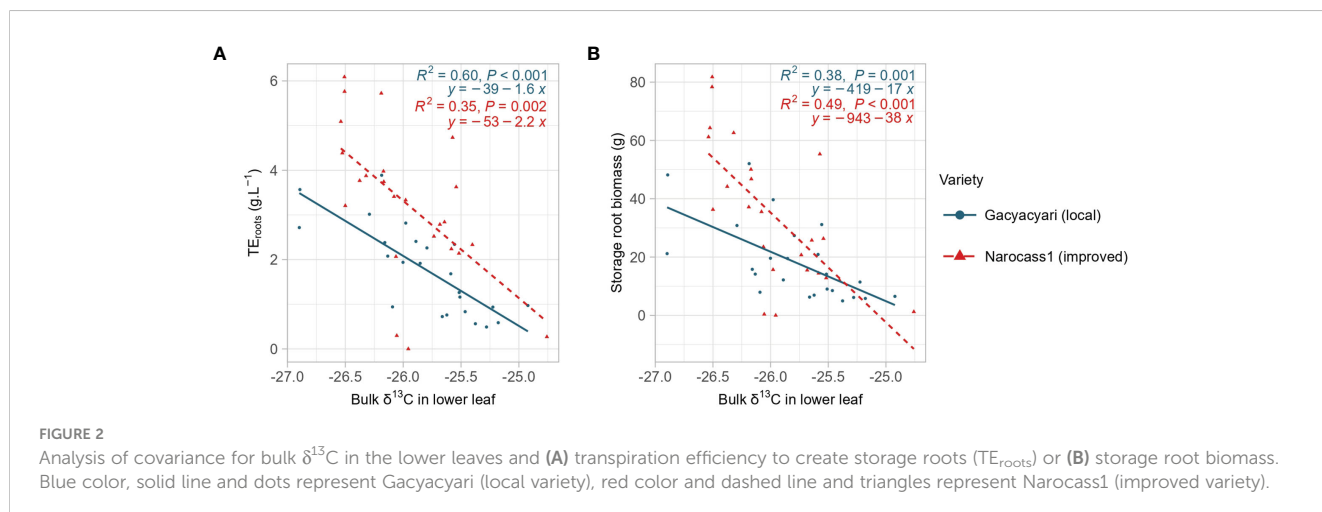 A
R² = 0.60, P < 0.001
y = −39 − 1.6 x
R² = 0.35, P = 0.002
y = −53 − 2.2 x
6
4
2
0
TEroots (g.L⁻¹)
-27.0 -26.5 -26.0 -25.5 -25.0
Bulk δ¹³C in lower leaf
B
R² = 0.38, P = 0.001
y = −419 − 17 x
R² = 0.49, P < 0.001
y = −943 − 38 x
80
60
40
20
0
Storage root biomass (g)
-27.0 -26.5 -26.0 -25.5 -25.0
Bulk δ¹³C in lower leaf
Variety
Gacyacyari (local)
Narocass1 (improved)
FIGURE 2
Analysis of covariance for bulk δ¹³C in the lower leaves and (A) transpiration efficiency to create storage roots (TEroots) or (B) storage root biomass.
Blue color, solid line and dots represent Gacyacyari (local variety), red color and dashed line and triangles represent Narocass1 (improved variety).